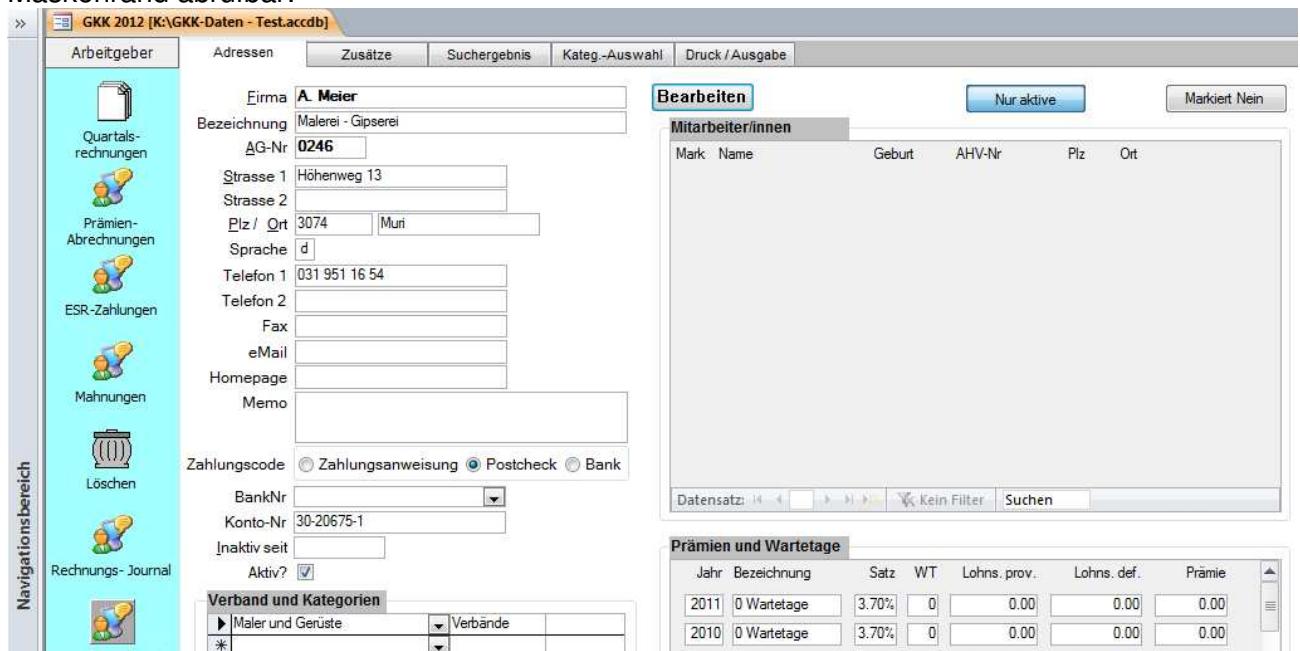 Maskenrand abrufbar.
» GKK 2012 [K:\GKK-Daten - Test.accdb]
Arbeitgeber
Adressen Zusätze Suchergebnis Kateg.-Auswahl Druck / Ausgabe
Quartals-
rechnungen
Prämien-
Abrechnungen
ESR-Zahlungen
Mahnungen
Löschen
Rechnungs- Journal
Navigationsbereich
Firma A. Meier
Bezeichnung Malerei - Gipserei
AG-Nr 0246
Strasse 1 Höhenweg 13
Strasse 2
Plz / Ort 3074 Muri
Sprache d
Telefon 1 031 951 16 54
Telefon 2
Fax
eMail
Homepage
Memo
Zahlungscode Zahlungsanweisung Postcheck Bank
BankNr
Konto-Nr 30-20675-1
Inaktiv seit
Aktiv?
Verband und Kategorien
Maler und Gerüste Verbände
*
Bearbeiten Nur aktive Markiert Nein
Mitarbeiter/innen
Mark Name Geburt AHV-Nr Plz Ort
Datensatz: Kein Filter Suchen
Prämien und Wartetage
Jahr Bezeichnung Satz WT Lohns. prov. Lohns. def. Prämie
2011 0 Wartetage 3.70% 0 0.00 0.00 0.00
2010 0 Wartetage 3.70% 0 0.00 0.00 0.00